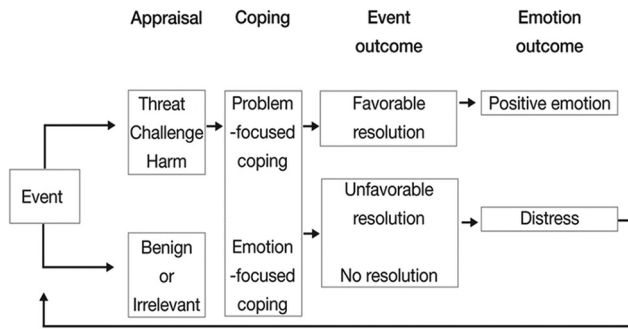 Appraisal
Coping
Event
outcome
Emotion
outcome
Threat
Challenge
Harm
Problem
-focused
coping
Favorable
resolution
Positive emotion
Event
Unfavorable
resolution
No resolution
Distress
Benign
or
Irrelevant
Emotion
-focused
coping